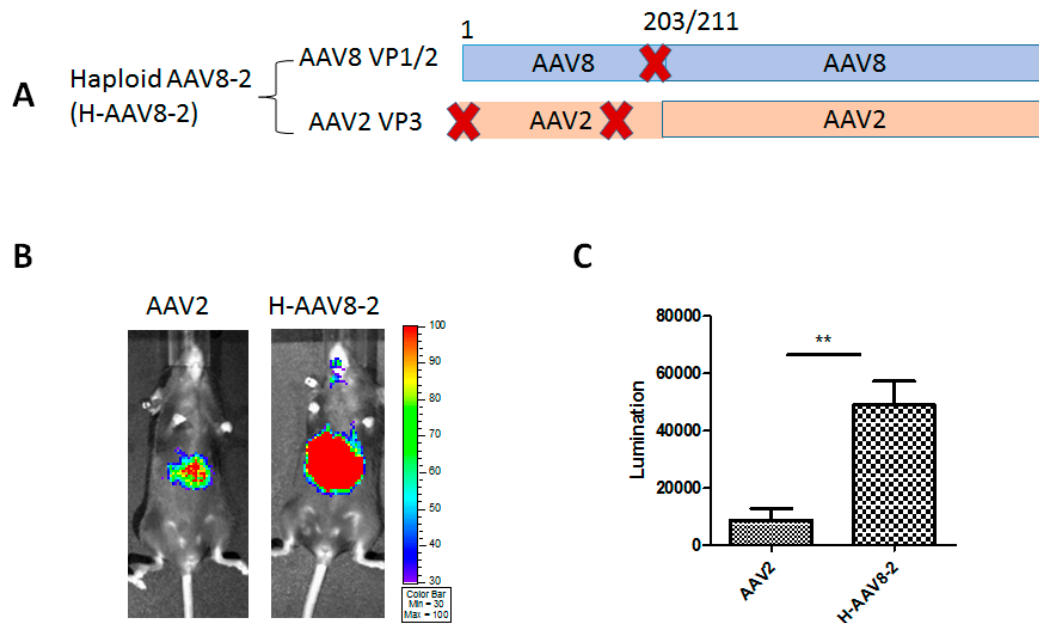 A
Haploid AAV8-2
(H-AAV8-2)
AAV8 VP1/2
AAV2 VP3
1
203/211
AAV8
AAV8
AAV2
AAV2
B
AAV2
H-AAV8-2
100
90
80
70
60
50
40
30
Color Bar
Min = 30
Max = 100
C
Lumination
80000
60000
40000
20000
0
**
AAV2
H-AAV8-2